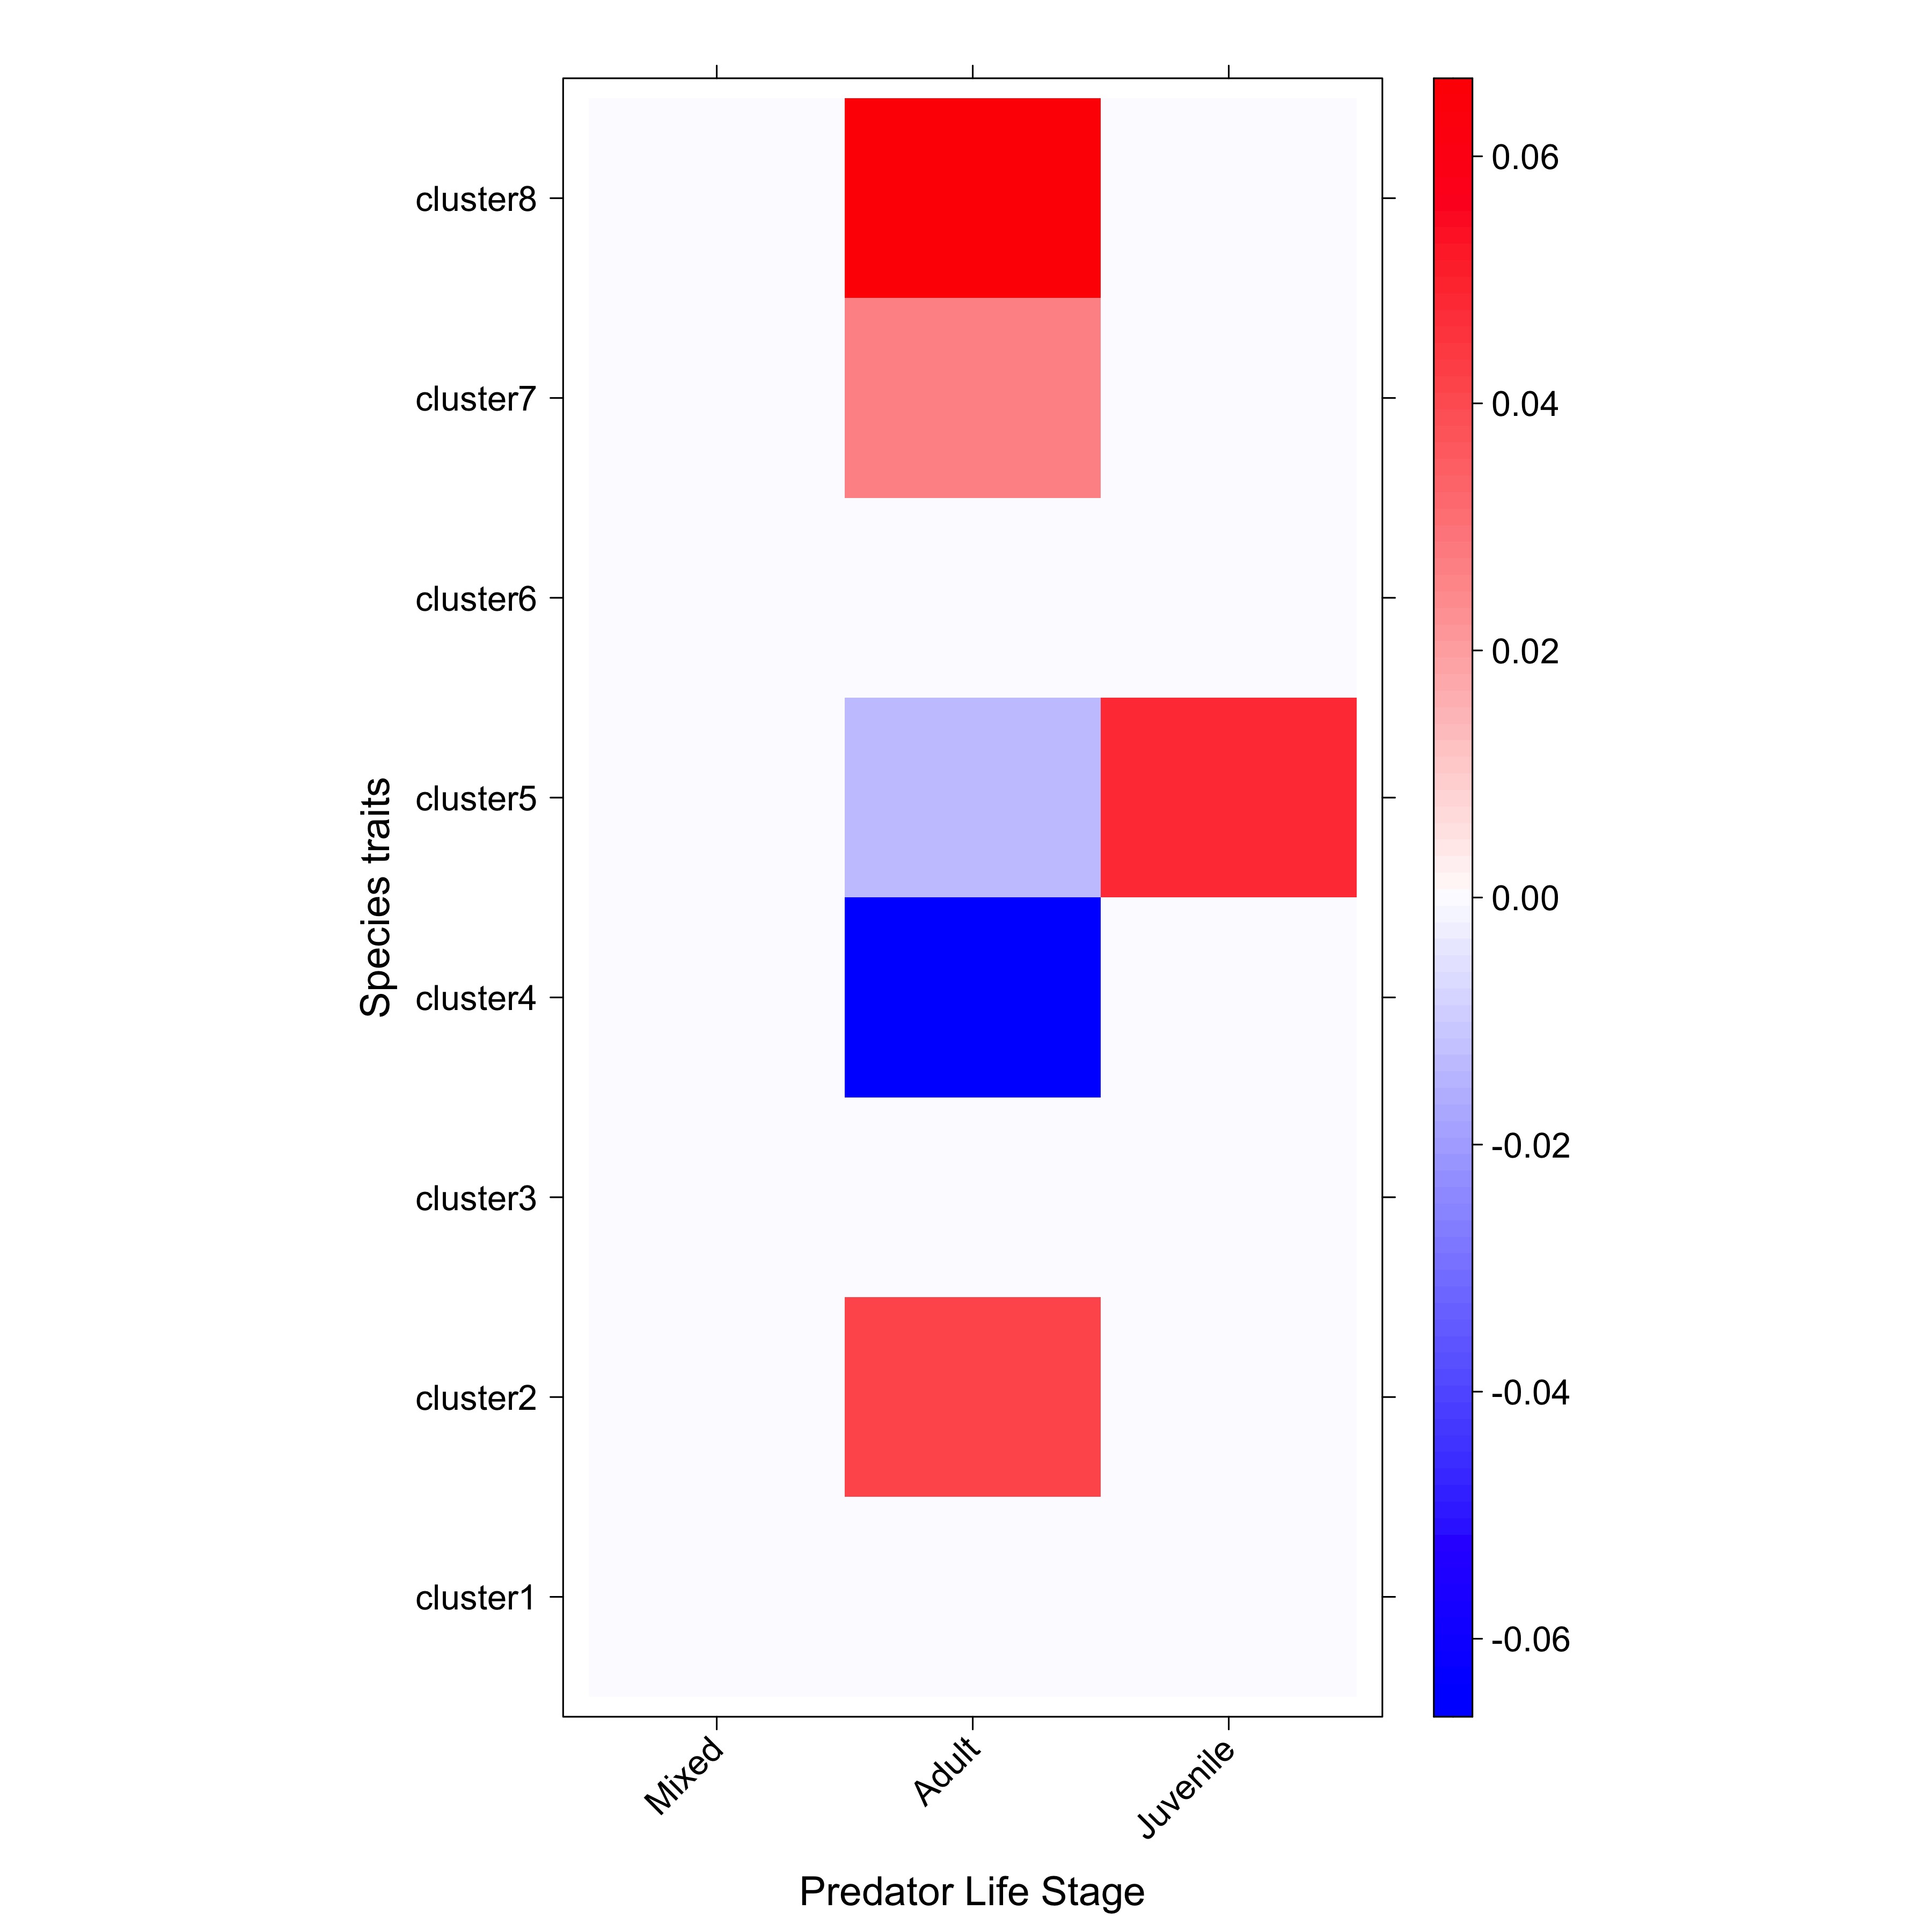 Species traits
cluster8
cluster7
cluster6
cluster5
cluster4
cluster3
cluster2
cluster1
Mixed
Adult
Juvenile
Predator Life Stage
0.06
0.04
0.02
0.00
-0.02
-0.04
-0.06